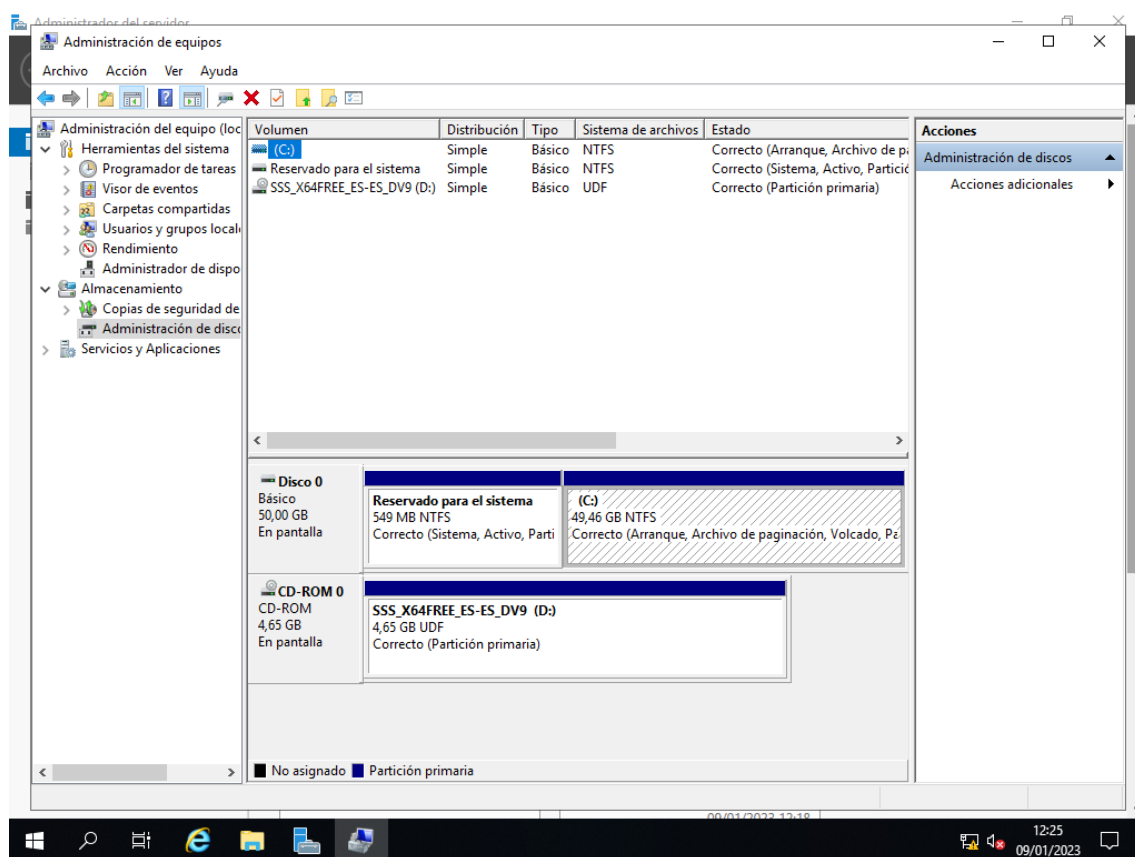 Administrador del servidor
Administración de equipos
Archivo Acción Ver Ayuda
Administración del equipo (loc
Herramientas del sistema
Programador de tareas
Visor de eventos
Carpetas compartidas
Usuarios y grupos local
Rendimiento
Administrador de dispo
Almacenamiento
Copias de seguridad de
Administración de disc
Servicios y Aplicaciones
Volumen Distribución Tipo Sistema de archivos Estado
(C:) Simple Básico NTFS Correcto (Arranque, Archivo de pa
Reservado para el sistema Simple Básico NTFS Correcto (Sistema, Activo, Partició
SSS_X64FREE_ES-ES_DV9 (D:) Simple Básico UDF Correcto (Partición primaria)
Disco 0
Básico
50,00 GB
En pantalla
Reservado para el sistema
549 MB NTFS
Correcto (Sistema, Activo, Parti
(C:)
49,46 GB NTFS
Correcto (Arranque, Archivo de paginación, Volcado, Pa
CD-ROM 0
CD-ROM
4,65 GB
En pantalla
SSS_X64FREE_ES-ES_DV9 (D:)
4,65 GB UDF
Correcto (Partición primaria)
No asignado Partición primaria
Acciones
Administración de discos
Acciones adicionales
09/01/2023 12:18
12:25
09/01/2023